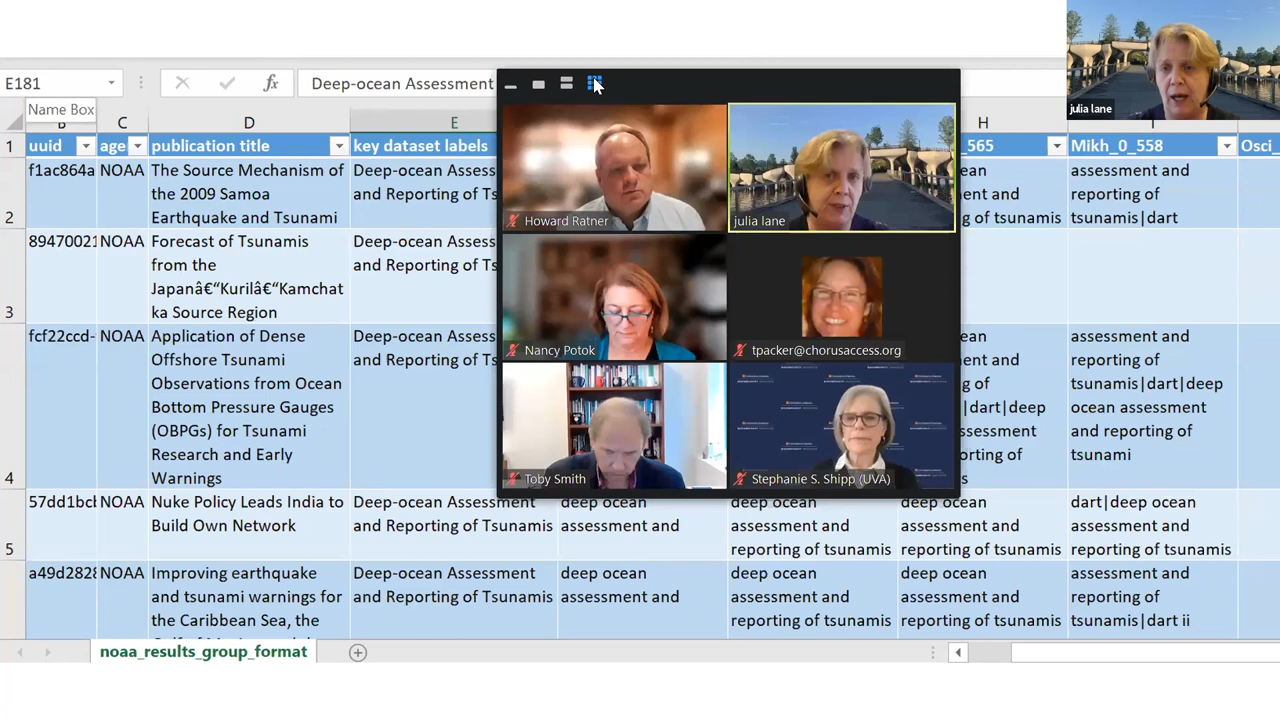 julia lane
E181
fx
Deep-ocean Assessment
Name Box
B
C
D
E
H
1
uuid
age
publication title
key dataset labels
_565
Mikh_0_558
Osci_
2
f1ac864a
NOAA
The Source Mechanism of
the 2009 Samoa
Earthquake and Tsunami
Deep-ocean Assess
and Reporting of Ts
ean
ent and
ng of tsunamis
assessment and
reporting of
tsunamis|dart
3
89470021
NOAA
Forecast of Tsunamis
from the
Japanâ€“Kurilâ€“Kamchat
ka Source Region
Deep-ocean Assess
and Reporting of Ts
4
fcf22ccd-
NOAA
Application of Dense
Offshore Tsunami
Observations from Ocean
Bottom Pressure Gauges
(OBPGs) for Tsunami
Research and Early
Warnings
Deep-ocean Assess
and Reporting of Ts
ean
ent and
g of
|dart|deep
ssessment
orting of
s
assessment and
reporting of
tsunamis|dart|deep
ocean assessment
and reporting of
tsunami
5
57dd1bcb
NOAA
Nuke Policy Leads India to
Build Own Network
Deep-ocean Assessment
and Reporting of Tsunamis
deep ocean
assessment and
deep ocean
assessment and
reporting of tsunamis
deep ocean
assessment and
reporting of tsunamis
dart|deep ocean
assessment and
reporting of tsunamis
a49d2828
NOAA
Improving earthquake
and tsunami warnings for
the Caribbean Sea, the
Deep-ocean Assessment
and Reporting of Tsunamis
deep ocean
assessment and
deep ocean
assessment and
reporting of tsunamis
deep ocean
assessment and
reporting of tsunamis
assessment and
reporting of
tsunamis|dart ii
Howard Ratner
julia lane
Nancy Potok
tpacker@chorusaccess.org
Toby Smith
Stephanie S. Shipp (UVA)
noaa_results_group_format